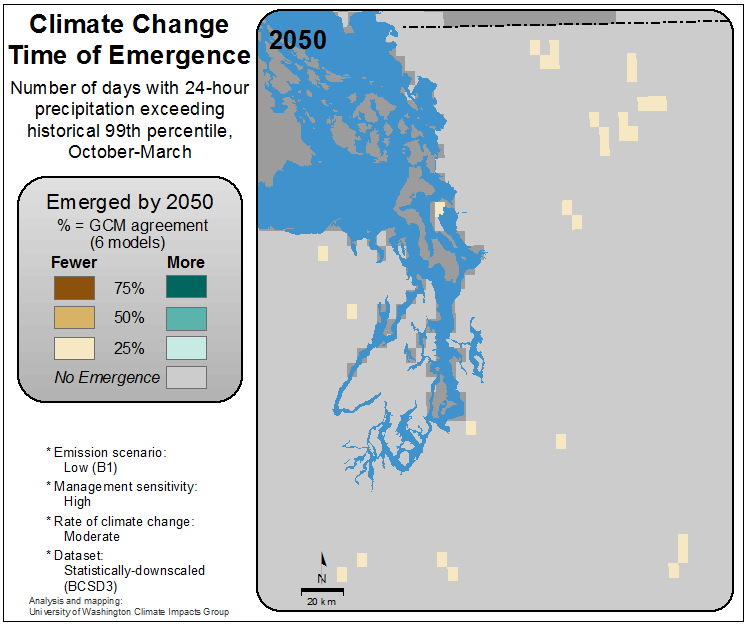 Climate Change
Time of Emergence
Number of days with 24-hour
precipitation exceeding
historical 99th percentile,
October-March
Emerged by 2050
% = GCM agreement
(6 models)
Fewer More
75%
50%
25%
No Emergence
* Emission scenario:
Low (B1)
* Management sensitivity:
High
* Rate of climate change:
Moderate
* Dataset:
Statistically-downscaled
(BCSD3)
Analysis and mapping:
University of Washington Climate Impacts Group
2050
N
20 km